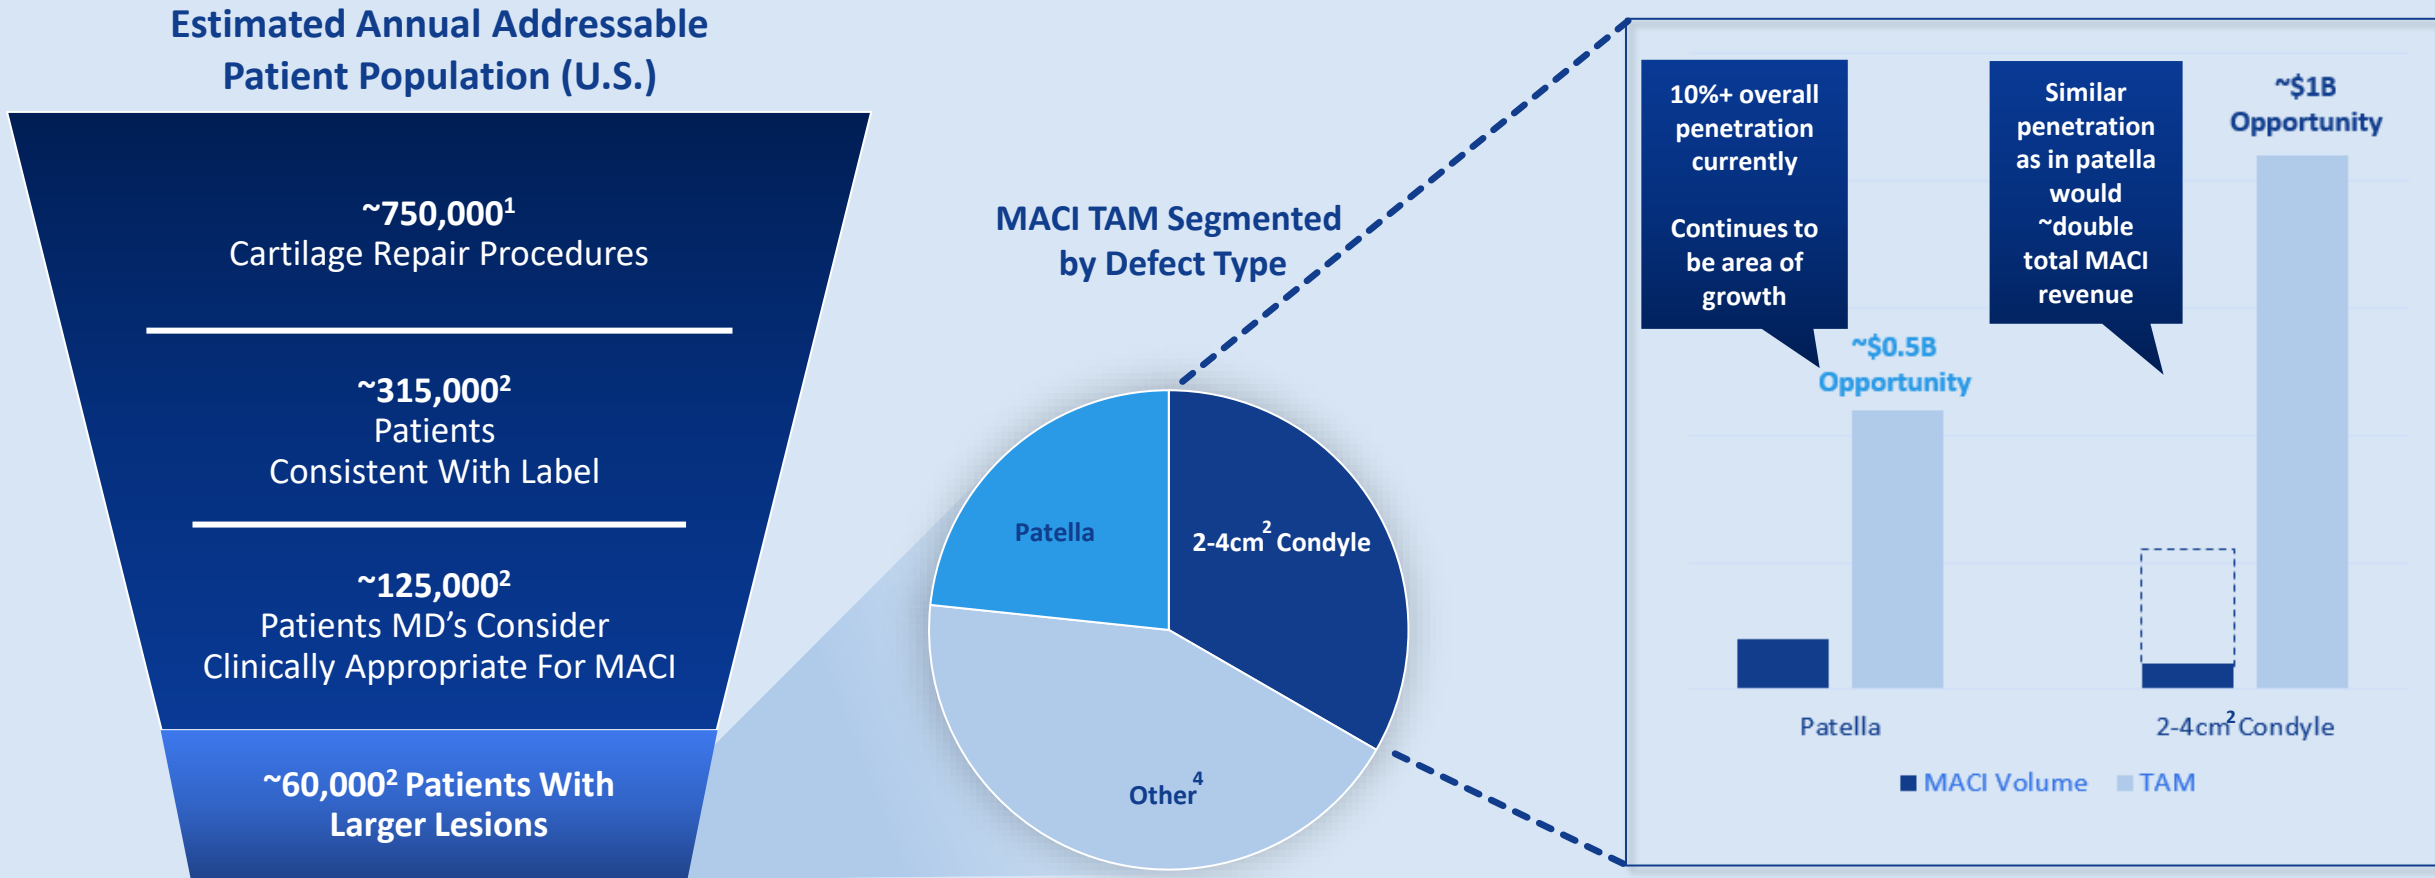 Estimated Annual Addressable
Patient Population (U.S.)
~750,000¹
Cartilage Repair Procedures
~315,000²
Patients
Consistent With Label
~125,000²
Patients MD’s Consider
Clinically Appropriate For MACI
~60,000² Patients With
Larger Lesions
MACI TAM Segmented
by Defect Type
Patella
2-4cm² Condyle
Other⁴
10%+ overall
penetration
currently
Continues to
be area of
growth
~$0.5B
Opportunity
Similar
penetration
as in patella
would
~double
total MACI
revenue
~$1B
Opportunity
Patella
2-4cm² Condyle
MACI Volume
TAM